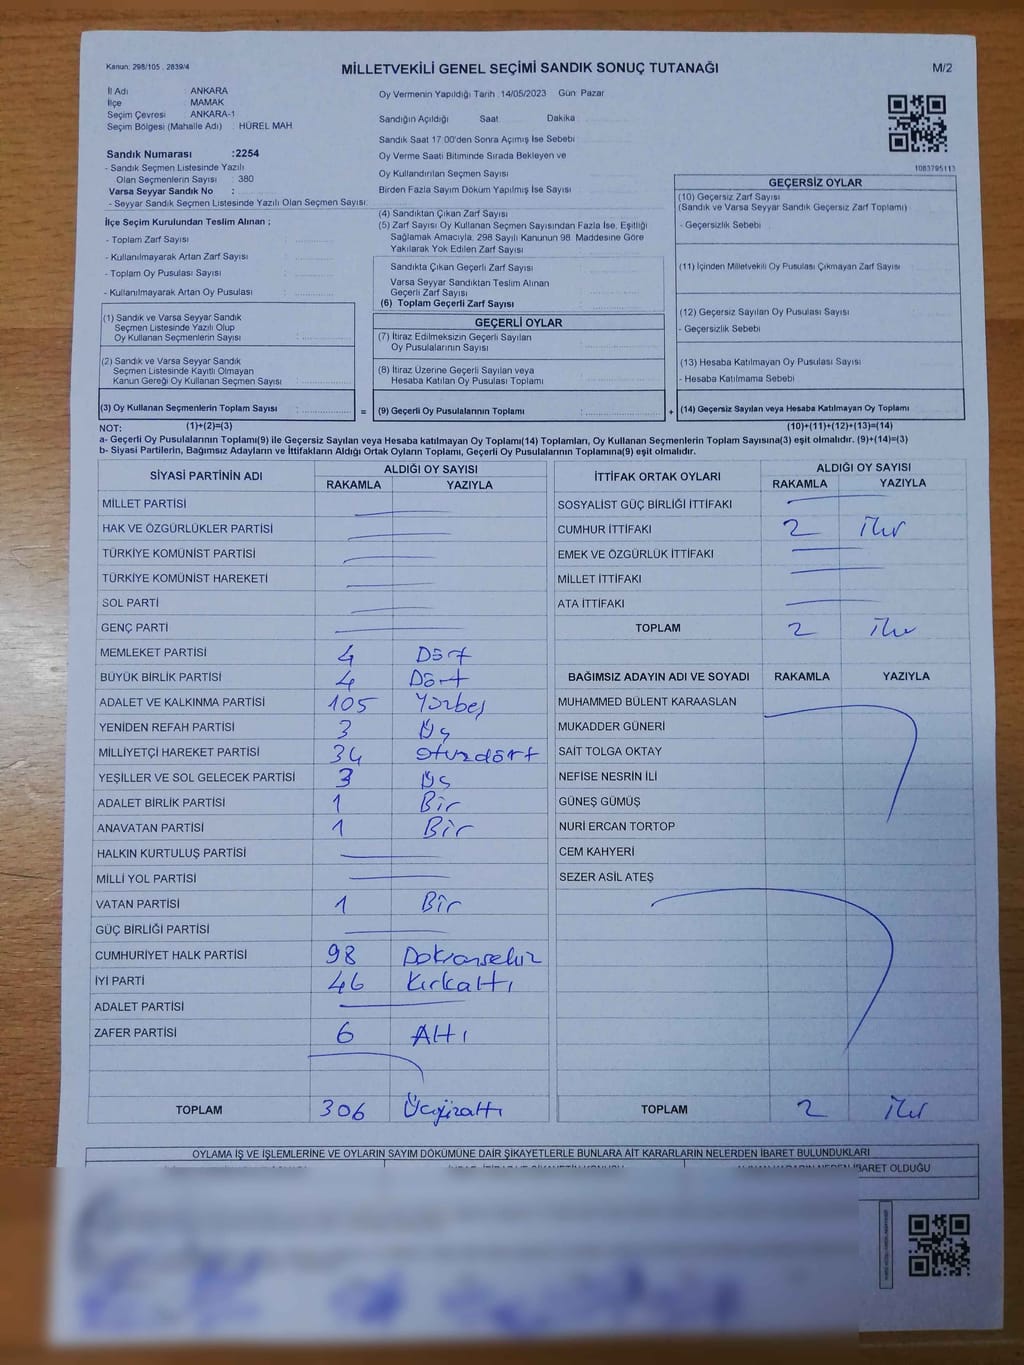 Kanun: 298/105 . 2839/4
MİLLETVEKİLİ GENEL SEÇİMİ SANDIK SONUÇ TUTANAĞI
M/2
İl Adı : ANKARA
İlçe : MAMAK
Seçim Çevresi : ANKARA-1
Seçim Bölgesi (Mahalle Adı) : HÜREL MAH.
Sandık Numarası :2254
- Sandık Seçmen Listesinde Yazılı
Olan Seçmenlerin Sayısı : 380
Varsa Seyyar Sandık No :
- Seyyar Sandık Seçmen Listesinde Yazılı Olan Seçmen Sayısı:
Oy Vermenin Yapıldığı Tarih :14/05/2023 Gün: Pazar
Sandığın Açıldığı Saat Dakika
Sandık Saat 17:00'den Sonra Açımış İse Sebebi
Oy Verme Saati Bitiminde Sırada Bekleyen ve
Oy Kullandırılan Seçmen Sayısı
Birden Fazla Sayım Döküm Yapılmış İse Sayısı
1083795113
İlçe Seçim Kurulundan Teslim Alınan ;
- Toplam Zarf Sayısı :
- Kullanılmayarak Artan Zarf Sayısı :
- Toplam Oy Pusulası Sayısı :
- Kullanılmayarak Artan Oy Pusulası :
(1) Sandık ve Varsa Seyyar Sandık
Seçmen Listesinde Yazılı Olup
Oy Kullanan Seçmenlerin Sayısı :
(2) Sandık ve Varsa Seyyar Sandık
Seçmen Listesinde Kayıtlı Olmayan
Kanun Gereği Oy Kullanan Seçmen Sayısı :
(3) Oy Kullanan Seçmenlerin Toplam Sayısı : =
(4) Sandıktan Çıkan Zarf Sayısı
(5) Zarf Sayısı Oy Kullanan Seçmen Sayısından Fazla İse, Eşitliği
Sağlamak Amacıyla, 298 Sayılı Kanunun 98. Maddesine Göre
Yakılarak Yok Edilen Zarf Sayısı
Sandıkta Çıkan Geçerli Zarf Sayısı :
Varsa Seyyar Sandıktan Teslim Alınan
Geçerli Zarf Sayısı :
(6) Toplam Geçerli Zarf Sayısı :
GEÇERLİ OYLAR
(7) İtiraz Edilmeksizin Geçerli Sayılan
Oy Pusulalarının Sayısı :
(8) İtiraz Üzerine Geçerli Sayılan veya
Hesaba Katılan Oy Pusulası Toplamı :
(9) Geçerli Oy Pusulalarının Toplamı : +
GEÇERSİZ OYLAR
(10) Geçersiz Zarf Sayısı
(Sandık ve Varsa Seyyar Sandık Geçersiz Zarf Toplamı) :
- Geçersizlik Sebebi :
(11) İçinden Milletvekili Oy Pusulası Çıkmayan Zarf Sayısı :
(12) Geçersiz Sayılan Oy Pusulası Sayısı :
- Geçersizlik Sebebi :
(13) Hesaba Katılmayan Oy Pusulası Sayısı :
- Hesaba Katılmama Sebebi :
(14) Geçersiz Sayılan veya Hesaba Katılmayan Oy Toplamı :
NOT: (1)+(2)=(3) (10)+(11)+(12)+(13)=(14)
a- Geçerli Oy Pusulalarının Toplamı(9) ile Geçersiz Sayılan veya Hesaba katılmayan Oy Toplamı(14) Toplamları, Oy Kullanan Seçmenlerin Toplam Sayısına(3) eşit olmalıdır. (9)+(14)=(3)
b- Siyasi Partilerin, Bağımsız Adayların ve İttifakların Aldığı Ortak Oyların Toplamı, Geçerli Oy Pusulalarının Toplamına(9) eşit olmalıdır.
SİYASİ PARTİNİN ADI ALDIĞI OY SAYISI
RAKAMLA YAZIYLA
MİLLET PARTİSİ
HAK VE ÖZGÜRLÜKLER PARTİSİ
TÜRKİYE KOMÜNİST PARTİSİ
TÜRKİYE KOMÜNİST HAREKETİ
SOL PARTİ
GENÇ PARTİ
MEMLEKET PARTİSİ 4 Dört
BÜYÜK BİRLİK PARTİSİ 4 Dört
ADALET VE KALKINMA PARTİSİ 105 Yüzbeş
YENİDEN REFAH PARTİSİ 3 Üç
MİLLİYETÇİ HAREKET PARTİSİ 34 otuzdört
YEŞİLLER VE SOL GELECEK PARTİSİ 3 Üç
ADALET BİRLİK PARTİSİ 1 Bir
ANAVATAN PARTİSİ 1 Bir
HALKIN KURTULUŞ PARTİSİ
MİLLİ YOL PARTİSİ
VATAN PARTİSİ 1 Bir
GÜÇ BİRLİĞİ PARTİSİ
CUMHURİYET HALK PARTİSİ 98 Doksansekiz
İYİ PARTİ 46 Kırkaltı
ADALET PARTİSİ
ZAFER PARTİSİ 6 Altı
TOPLAM 306 Üçyüzaltı
İTTİFAK ORTAK OYLARI ALDIĞI OY SAYISI
RAKAMLA YAZIYLA
SOSYALİST GÜÇ BİRLİĞİ İTTİFAKI
CUMHUR İTTİFAKI 2 İki
EMEK VE ÖZGÜRLÜK İTTİFAKI
MİLLET İTTİFAKI
ATA İTTİFAKI
TOPLAM 2 İki
BAĞIMSIZ ADAYIN ADI VE SOYADI RAKAMLA YAZIYLA
MUHAMMED BÜLENT KARAASLAN
MUKADDER GÜNERİ
SAİT TOLGA OKTAY
NEFİSE NESRİN İLİ
GÜNEŞ GÜMÜŞ
NURİ ERCAN TORTOP
CEM KAHYERİ
SEZER ASİL ATEŞ
TOPLAM 2 İki
OYLAMA İŞ VE İŞLEMLERİNE VE OYLARIN SAYIM DÖKÜMÜNE DAİR ŞİKAYETLERLE BUNLARA AİT KARARLARIN NELERDEN İBARET BULUNDUKLARI
İBARET OLDUĞU